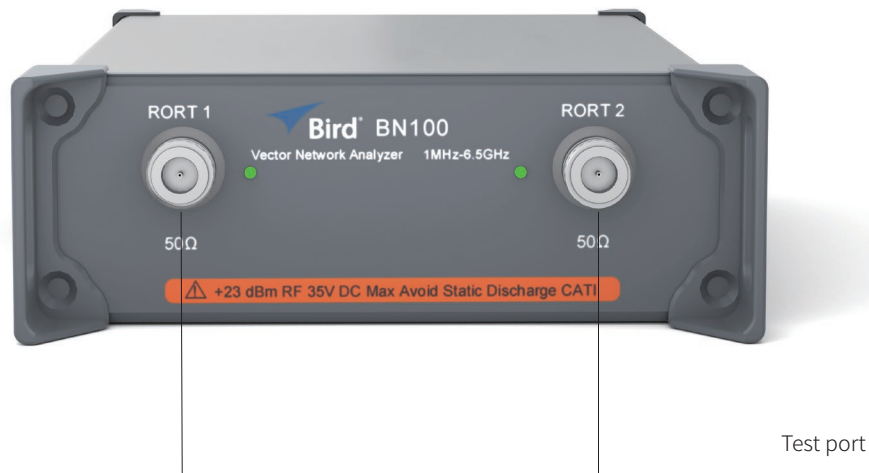 RORT 1
RORT 2
Bird® BN100
Vector Network Analyzer 1MHz-6.5GHz
50Ω
50Ω
⚠ +23 dBm RF 35V DC Max Avoid Static Discharge CATI
Test port